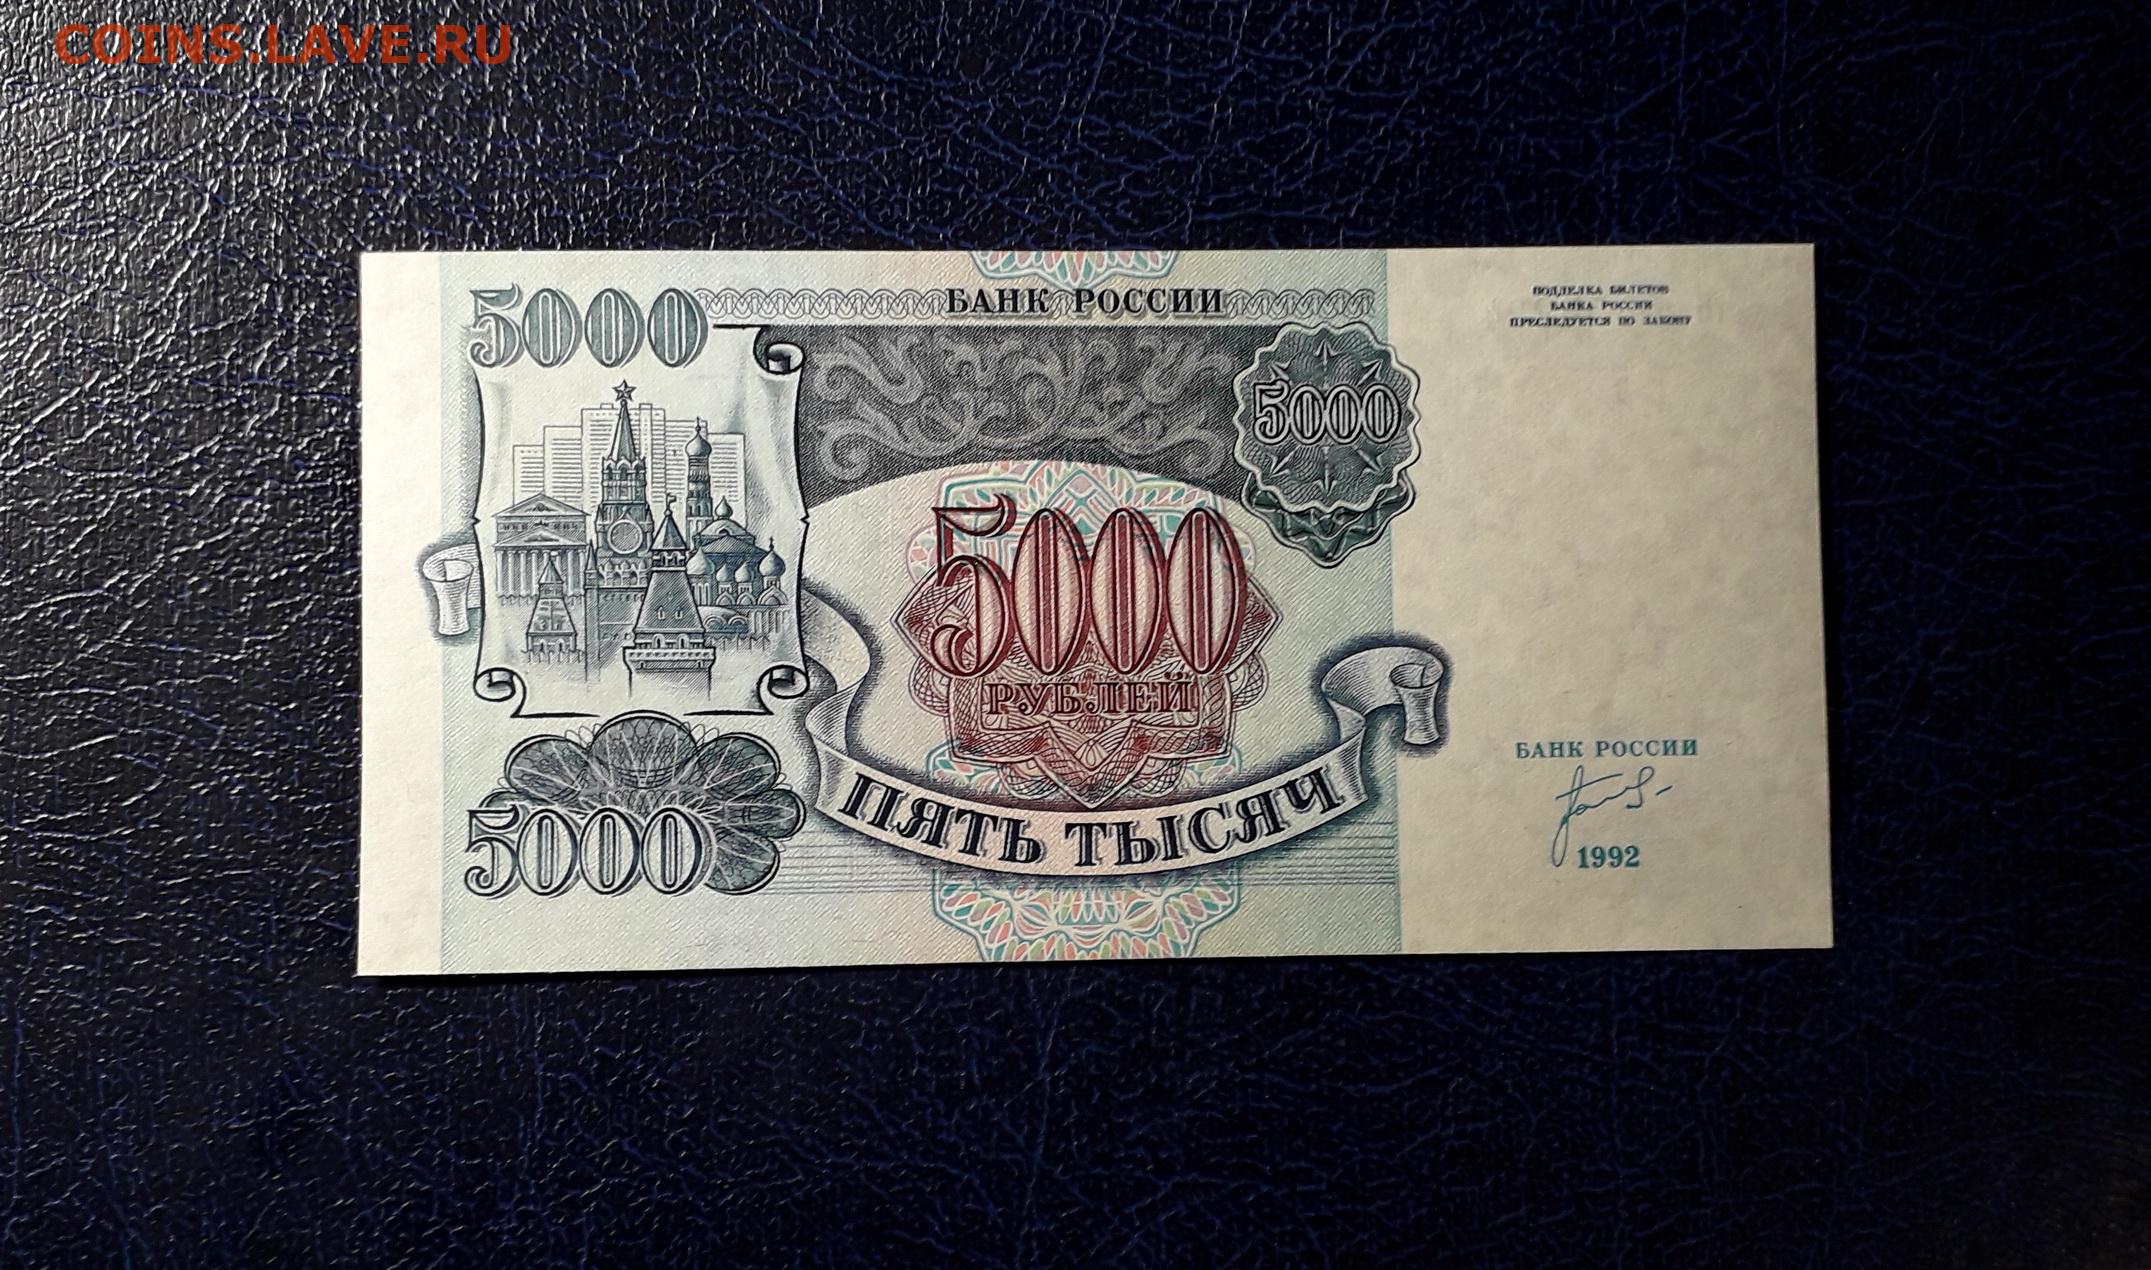 COINS.LAVE.RU
5000
БАНК РОССИИ
ПОДДЕЛКА БИЛЕТОВ
БАНКА РОССИИ
ПРЕСЛЕДУЕТСЯ ПО ЗАКОНУ
5000
5000
РУБЛЕЙ
5000
ПЯТЬ ТЫСЯЧ
БАНК РОССИИ
1992